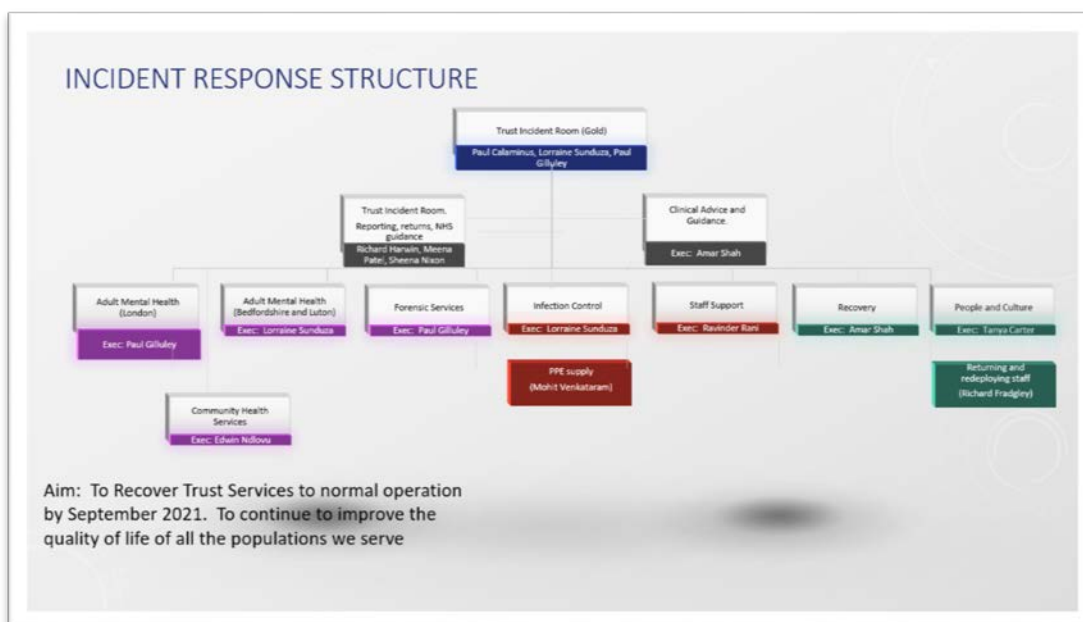 INCIDENT RESPONSE STRUCTURE
Trust Incident Room (Gold)
Paul Calaminus, Lorraine Sunduza, Paul
Gilluley
Trust Incident Room.
Reporting, returns, NHS
guidance
Richard Harwin, Meena
Patel, Sheena Nixon
Clinical Advice and
Guidance.
Exec: Amar Shah
Adult Mental Health
(London)
Exec: Paul Gilluley
Adult Mental Health
(Bedfordshire and Luton)
Exec: Lorraine Sunduza
Forensic Services
Exec: Paul Gilluley
Infection Control
Exec: Lorraine Sunduza
Staff Support
Exec: Ravinder Rani
Recovery
Exec: Amar Shah
People and Culture
Exec: Tanya Carter
PPE supply
(Mohit Venkataram)
Returning and
redeploying staff
(Richard Fradgley)
Community Health
Services
Exec: Edwin Ndlovu
Aim: To Recover Trust Services to normal operation
by September 2021. To continue to improve the
quality of life of all the populations we serve